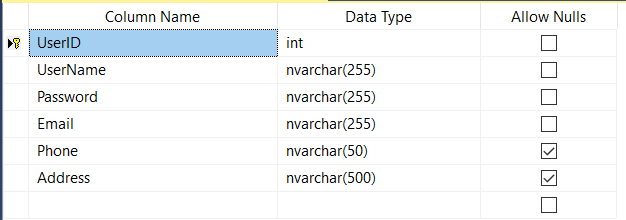 Column Name Data Type Allow Nulls
UserID int
UserName nvarchar(255)
Password nvarchar(255)
Email nvarchar(255)
Phone nvarchar(50)
Address nvarchar(500)